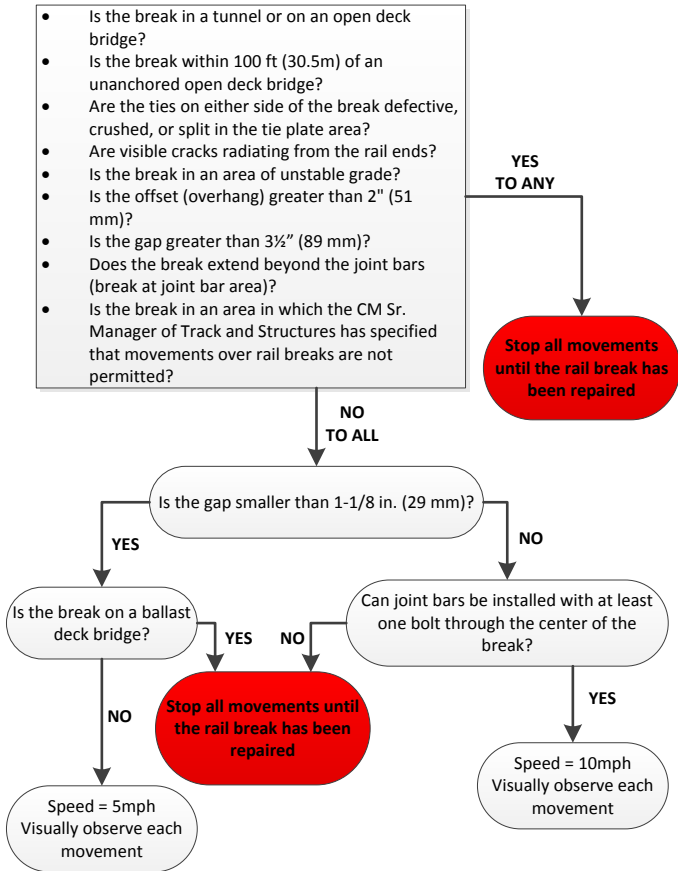 • Is the break in a tunnel or on an open deck
bridge?
• Is the break within 100 ft (30.5m) of an
unanchored open deck bridge?
• Are the ties on either side of the break defective,
crushed, or split in the tie plate area?
• Are visible cracks radiating from the rail ends?
• Is the break in an area of unstable grade?
• Is the offset (overhang) greater than 2" (51
mm)?
• Is the gap greater than 3½” (89 mm)?
• Does the break extend beyond the joint bars
(break at joint bar area)?
• Is the break in an area in which the CM Sr.
Manager of Track and Structures has specified
that movements over rail breaks are not
permitted?
YES
TO ANY
Stop all movements
until the rail break has
been repaired
NO
TO ALL
Is the gap smaller than 1-1/8 in. (29 mm)?
YES
NO
Is the break on a ballast
deck bridge?
YES
NO
Can joint bars be installed with at least
one bolt through the center of the
break?
NO
YES
Stop all movements until
the rail break has been
repaired
Speed = 5mph
Visually observe each
movement
Speed = 10mph
Visually observe each
movement